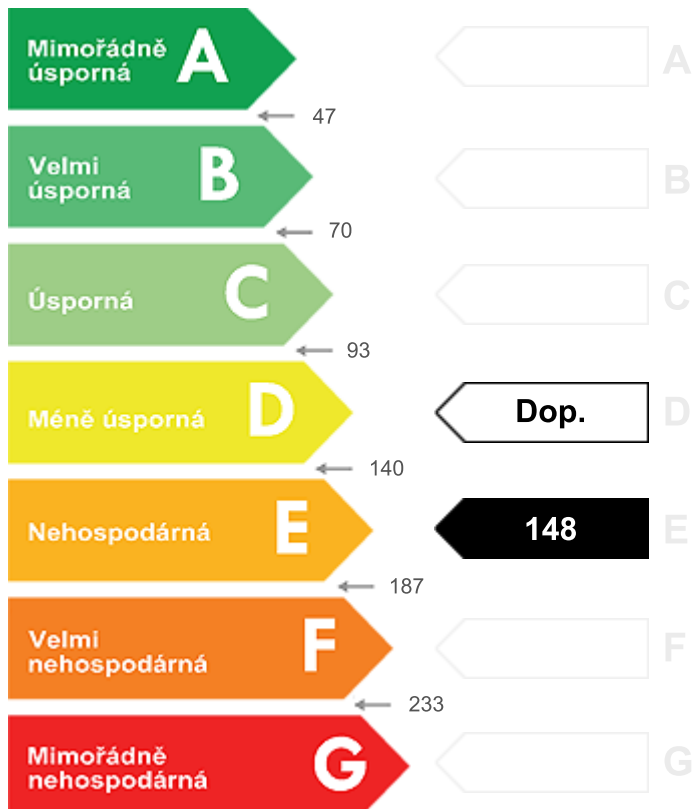 Mimořádně
úsporná
A
A
47
Velmi
úsporná
B
B
70
Úsporná
C
C
93
Méně úsporná
D
Dop.
D
140
Nehospodárná
E
148
E
187
Velmi
nehospodárná
F
F
233
Mimořádně
nehospodárná
G
G